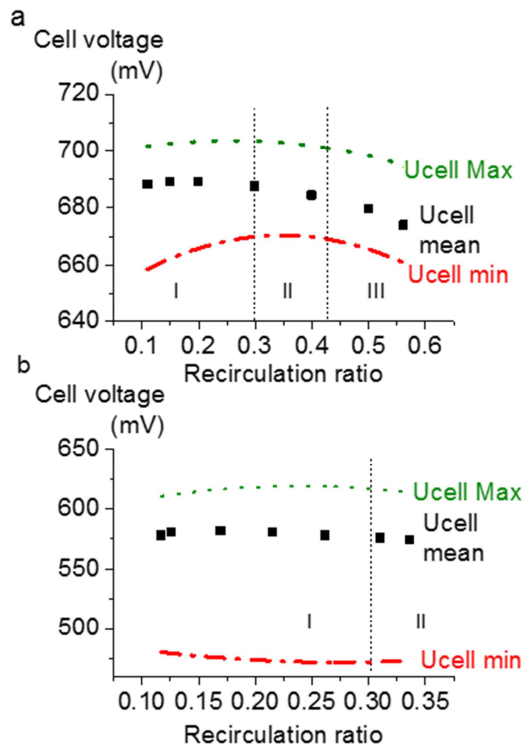 a
Cell voltage
(mV)
720
700
680
660
640
Ucell Max
Ucell
mean
Ucell min
I
II
III
0.1 0.2 0.3 0.4 0.5 0.6
Recirculation ratio
b
Cell voltage
(mV)
650
600
550
500
Ucell Max
Ucell
mean
I
II
Ucell min
0.10 0.15 0.20 0.25 0.30 0.35
Recirculation ratio